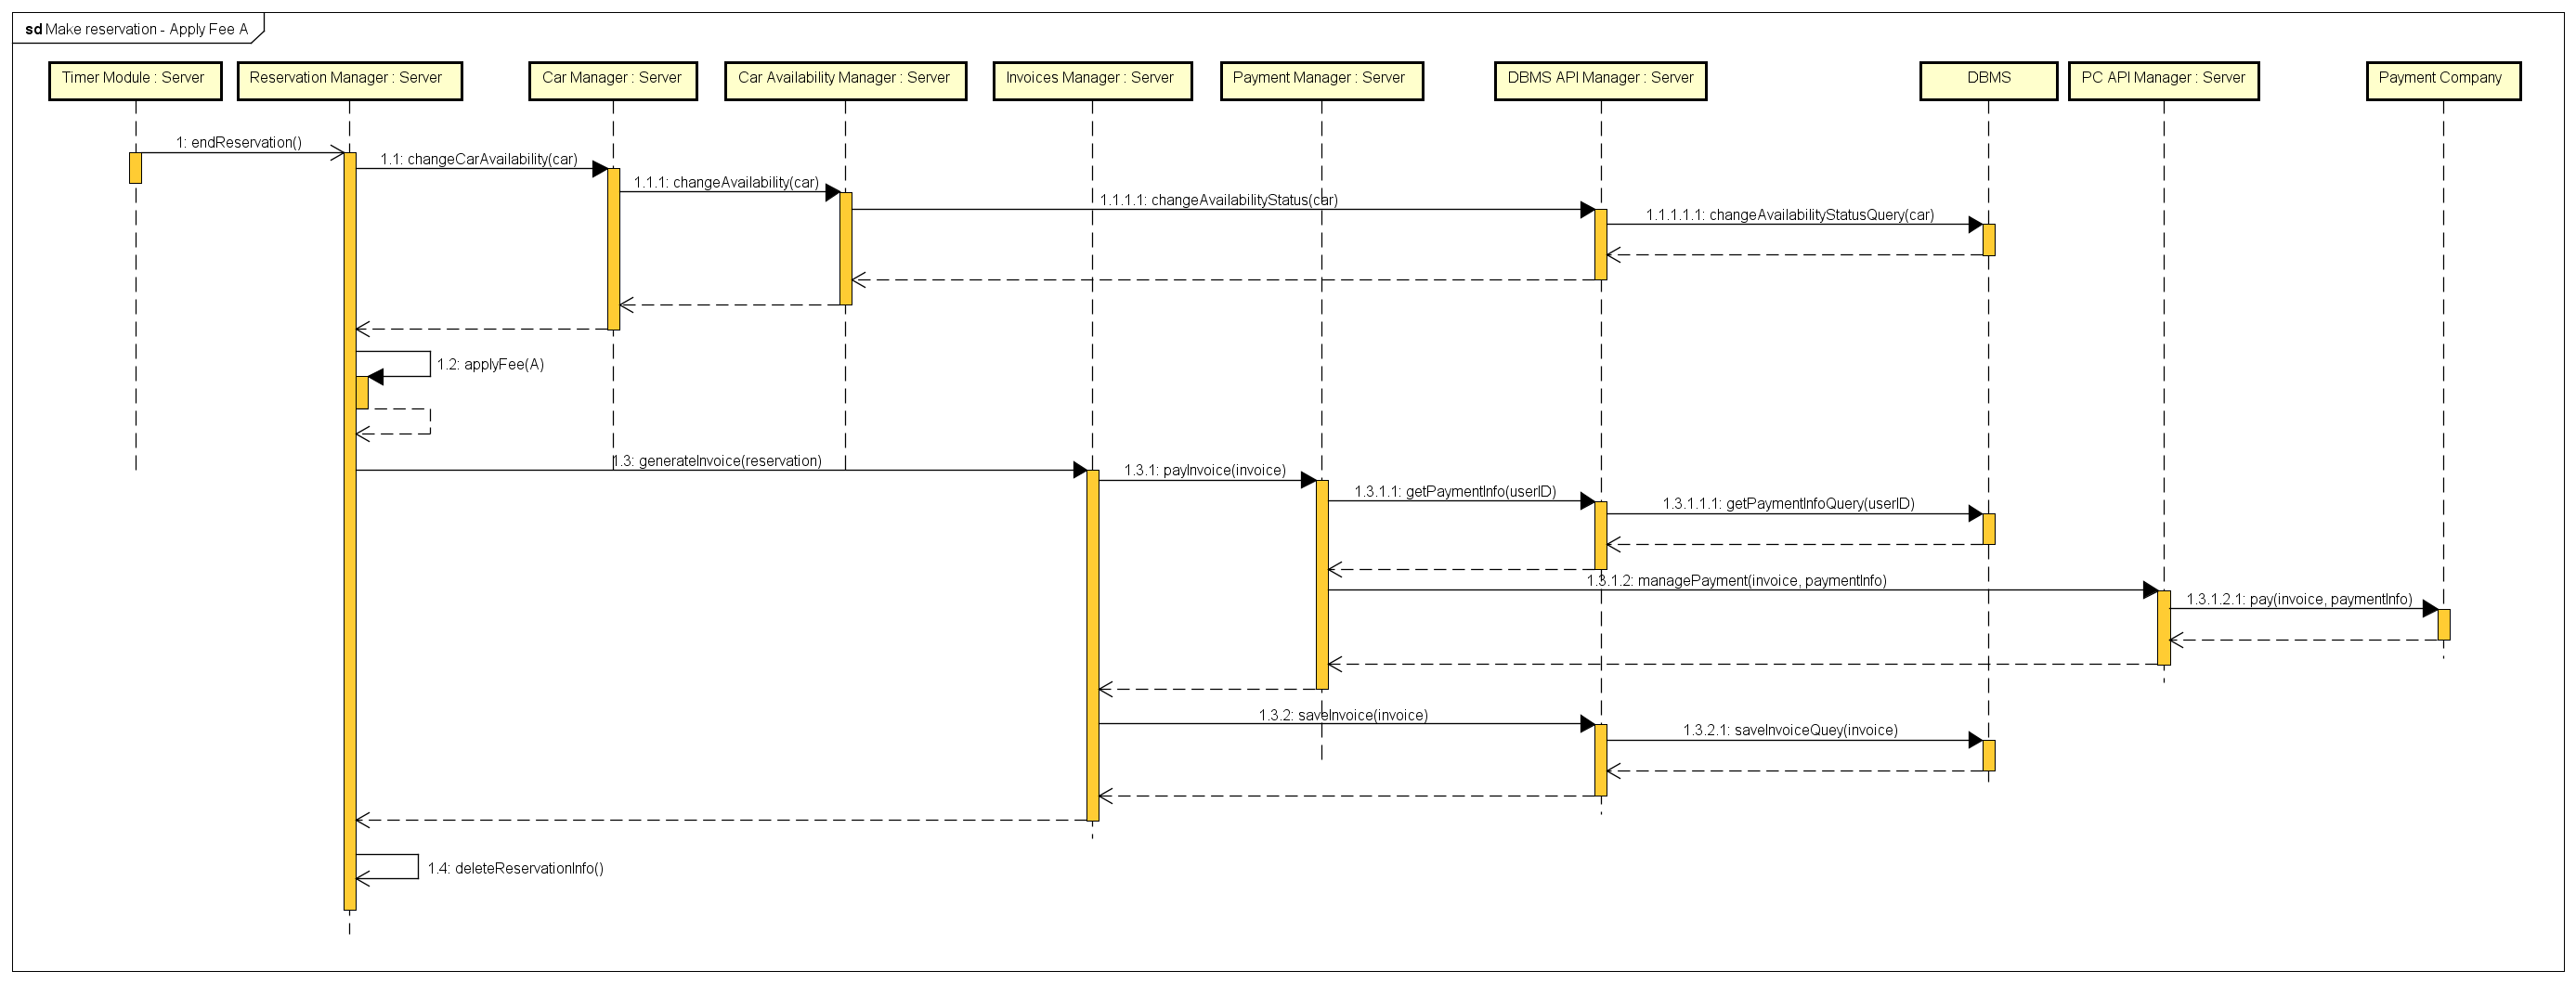 sd Make reservation - Apply Fee A
Timer Module : Server
Reservation Manager : Server
Car Manager : Server
Car Availability Manager : Server
Invoices Manager : Server
Payment Manager : Server
DBMS API Manager : Server
DBMS
PC API Manager : Server
Payment Company
1: endReservation()
1.1: changeCarAvailability(car)
1.1.1: changeAvailability(car)
1.1.1.1: changeAvailabilityStatus(car)
1.1.1.1.1: changeAvailabilityStatusQuery(car)
1.2: applyFee(A)
1.3: generateInvoice(reservation)
1.3.1: payInvoice(invoice)
1.3.1.1: getPaymentInfo(userID)
1.3.1.1.1: getPaymentInfoQuery(userID)
1.3.1.2: managePayment(invoice, paymentInfo)
1.3.1.2.1: pay(invoice, paymentInfo)
1.3.2: saveInvoice(invoice)
1.3.2.1: saveInvoiceQuey(invoice)
1.4: deleteReservationInfo()